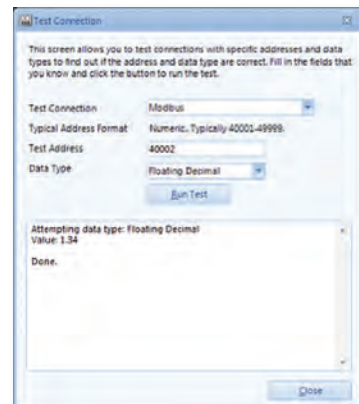 Test Connection
This screen allows you to test connections with specific addresses and data
types to find out if the address and data type are correct. Fill in the fields that
you know and click the button to run the test.
Test Connection Modbus
Typical Address Format Numeric. Typically 40001-49999.
Test Address 40002
Data Type Floating Decimal
Run Test
Attempting data type: Floating Decimal
Value: 1.34
Done.
Close